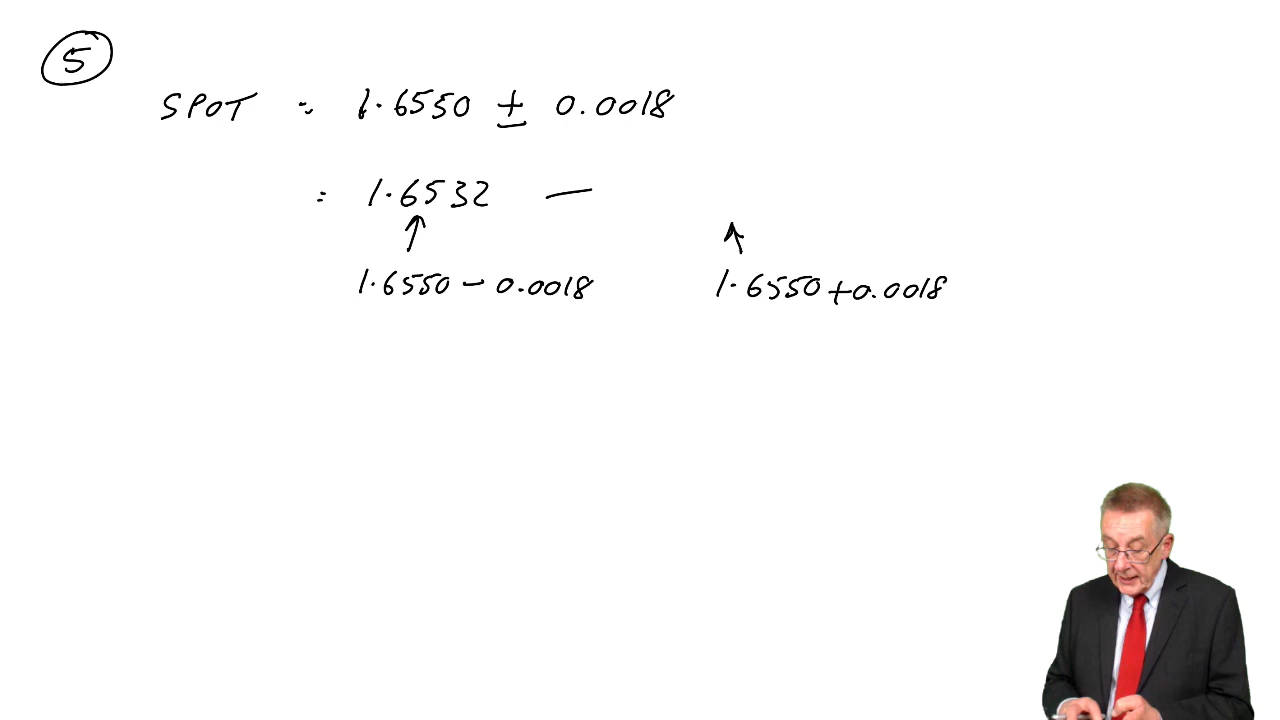 5
SPOT = 1.6550 ± 0.0018
= 1.6532 —
↑ ↑
1.6550 - 0.0018 1.6550 + 0.0018